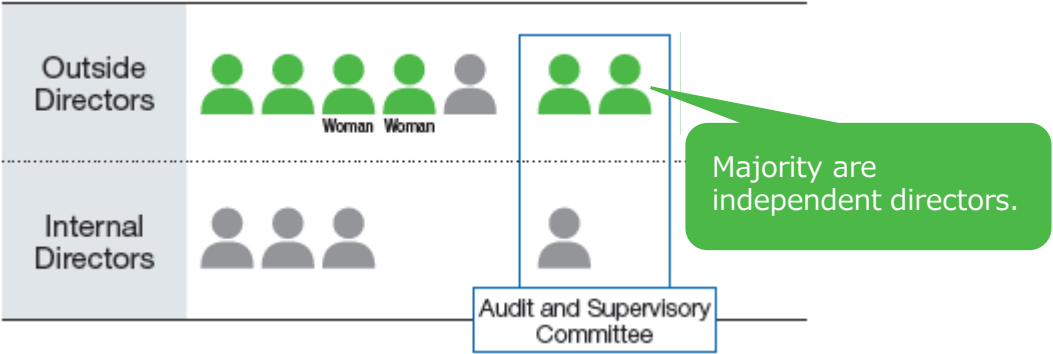 Outside
Directors
Woman Woman
Majority are
independent directors.
Internal
Directors
Audit and Supervisory
Committee